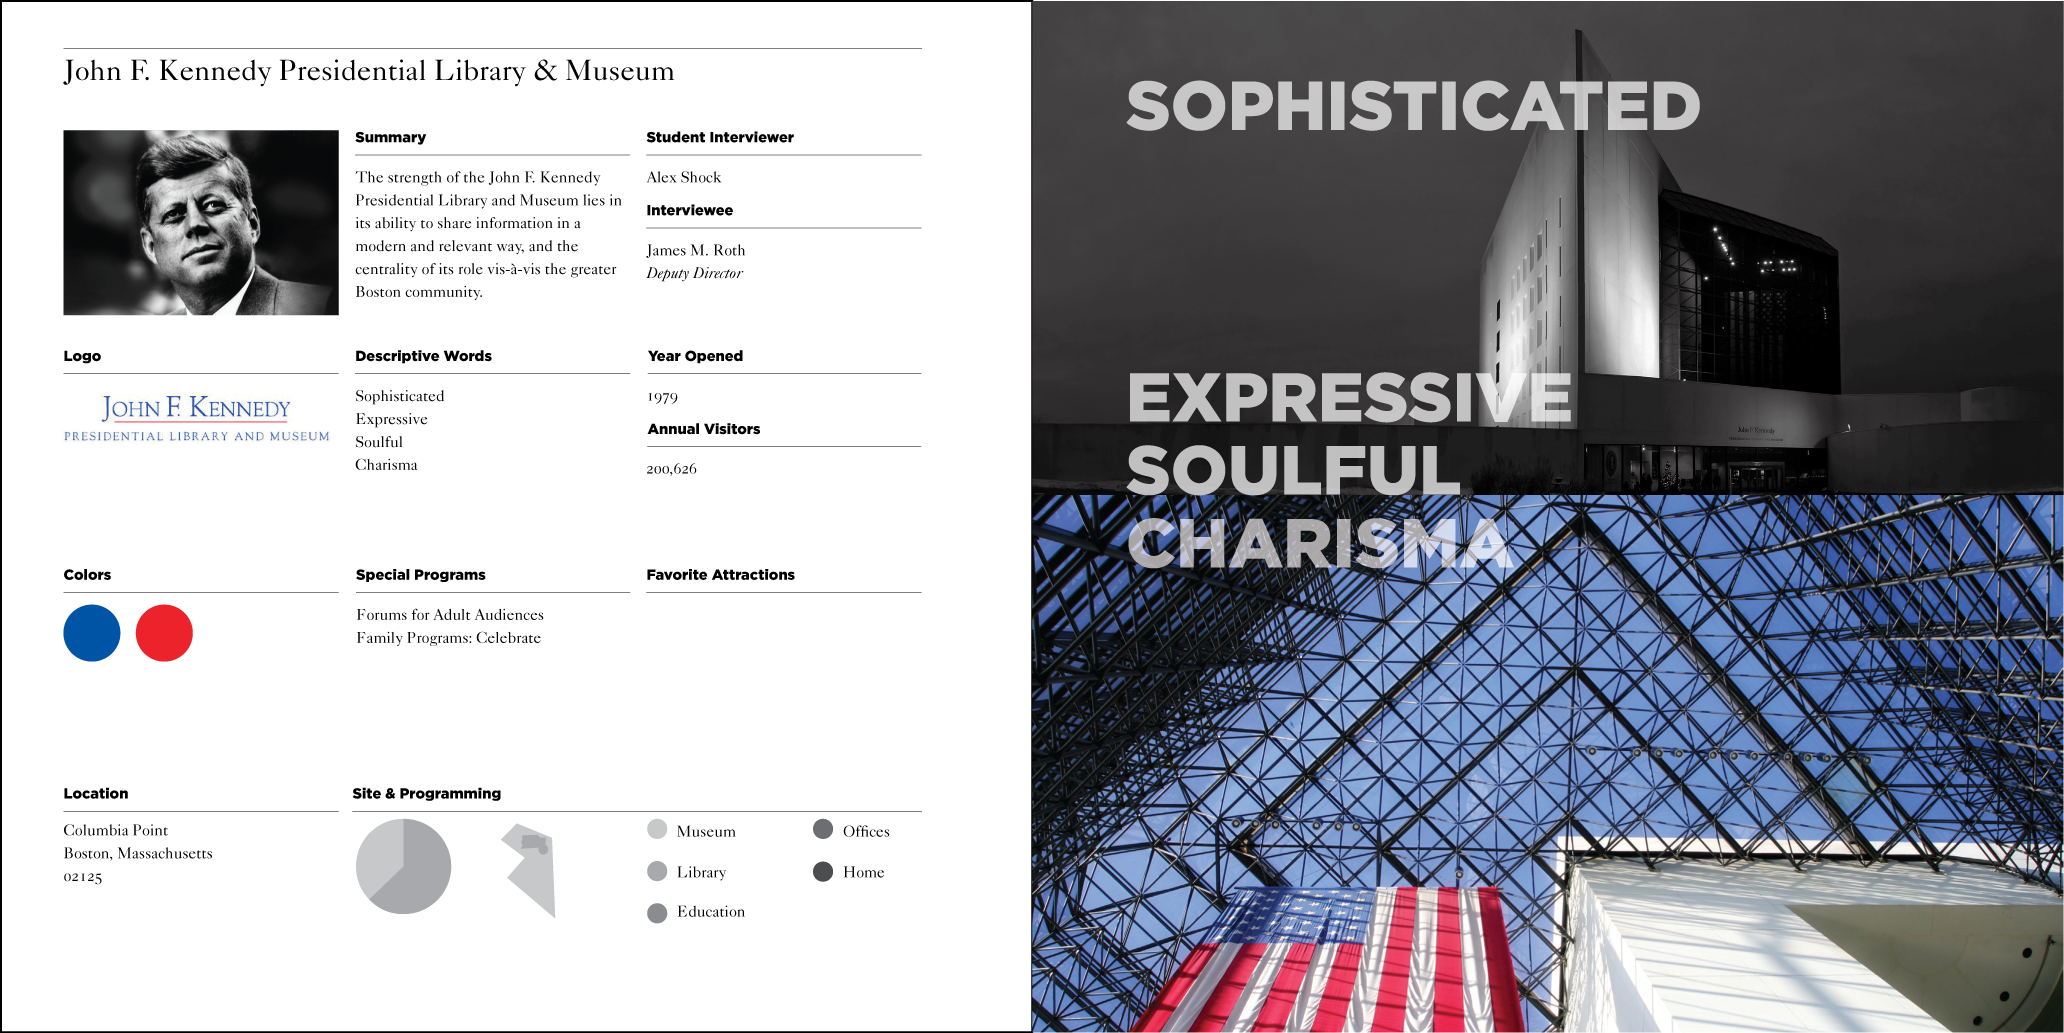 John F. Kennedy Presidential Library & Museum
Summary
The strength of the John F. Kennedy
Presidential Library and Museum lies in
its ability to share information in a
modern and relevant way, and the
centrality of its role vis-à-vis the greater
Boston community.
Student Interviewer
Alex Shock
Interviewee
James M. Roth
Deputy Director
Logo
JOHN F. KENNEDY
PRESIDENTIAL LIBRARY AND MUSEUM
Descriptive Words
Sophisticated
Expressive
Soulful
Charisma
Year Opened
1979
Annual Visitors
200,626
Colors
Special Programs
Forums for Adult Audiences
Family Programs: Celebrate
Favorite Attractions
Location
Columbia Point
Boston, Massachusetts
02125
Site & Programming
Museum
Library
Education
Offices
Home
SOPHISTICATED
EXPRESSIVE
SOULFUL
CHARISMA
John F. Kennedy